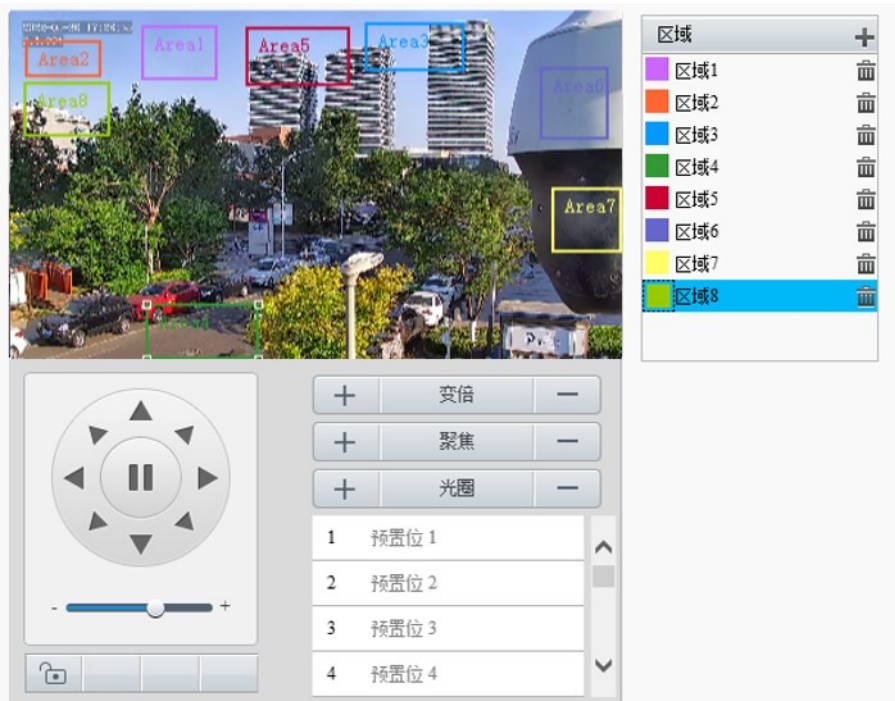 Area1
Area5
Area3
Area2
Area6
Area8
Area7
Area4
区域
区域1
区域2
区域3
区域4
区域5
区域6
区域7
区域8
+ 变倍 −
+ 聚焦 −
+ 光圈 −
1 预置位 1
2 预置位 2
3 预置位 3
4 预置位 4
- +